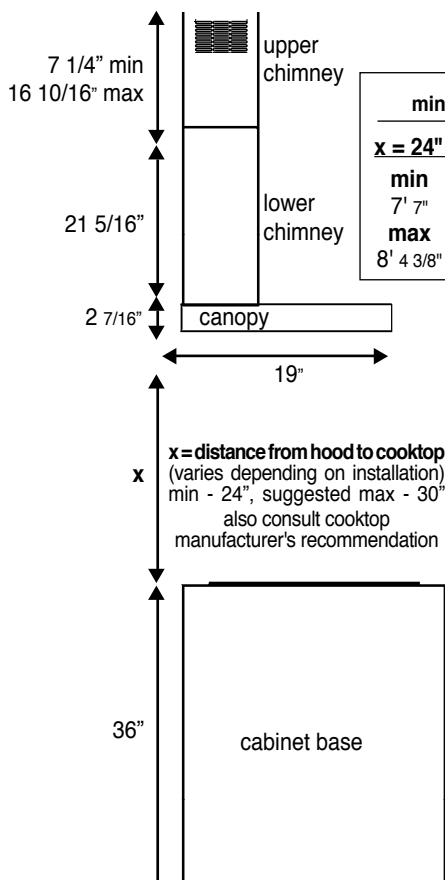 7 1/4” min
16 10/16” max
upper
chimney
min
x = 24"
min
7' 7"
max
8' 4 3/8"
21 5/16”
lower
chimney
2 7/16”
canopy
19”
x
x = distance from hood to cooktop
(varies depending on installation)
min - 24”, suggested max - 30”
also consult cooktop
manufacturer's recommendation
36”
cabinet base